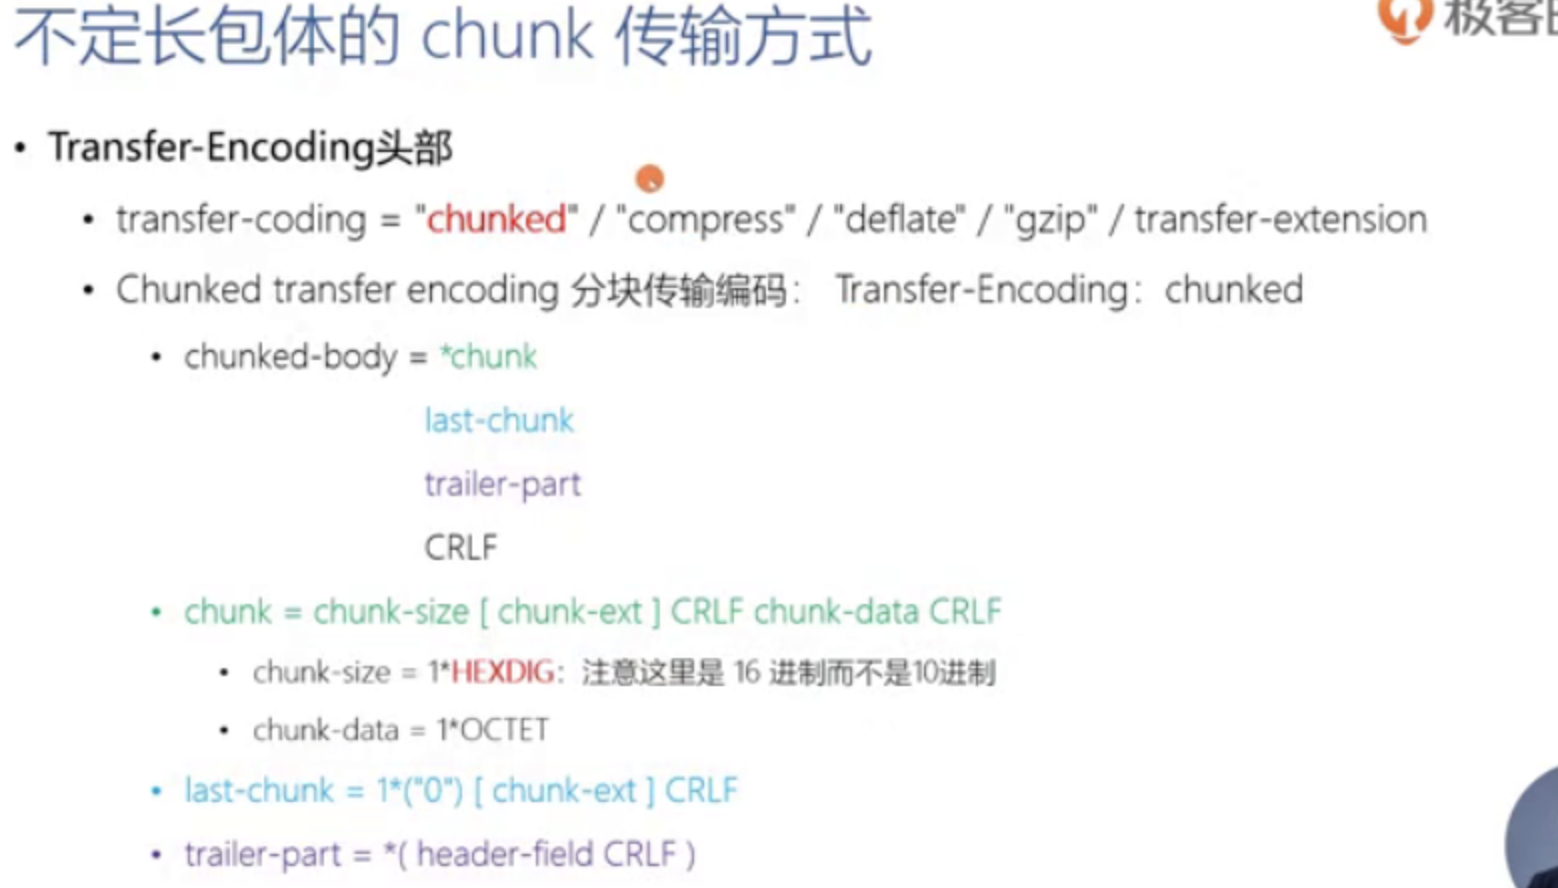 不定长包体的 chunk 传输方式
极客
• Transfer-Encoding头部
• transfer-coding = "chunked" / "compress" / "deflate" / "gzip" / transfer-extension
• Chunked transfer encoding 分块传输编码： Transfer-Encoding：chunked
• chunked-body = *chunk
last-chunk
trailer-part
CRLF
• chunk = chunk-size [ chunk-ext ] CRLF chunk-data CRLF
• chunk-size = 1*HEXDIG：注意这里是 16 进制而不是10进制
• chunk-data = 1*OCTET
• last-chunk = 1*("0") [ chunk-ext ] CRLF
• trailer-part = *( header-field CRLF )